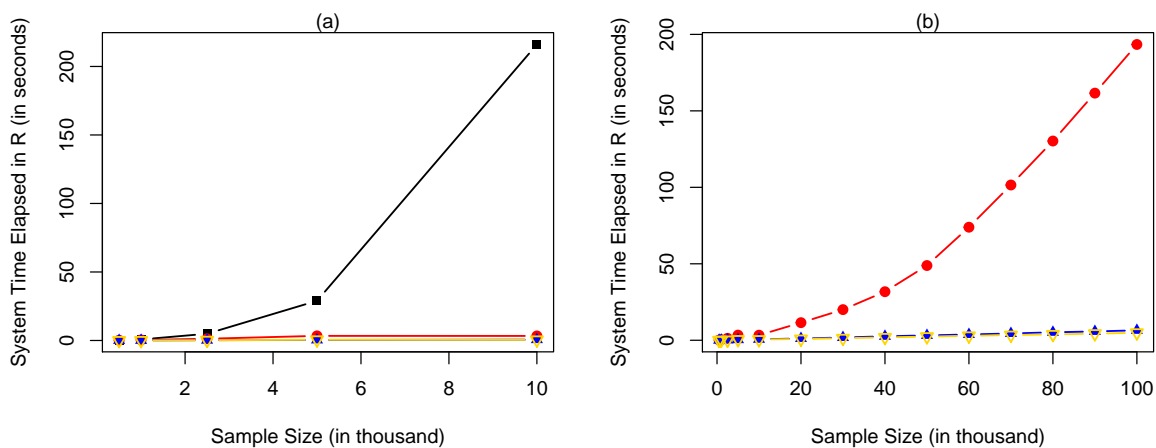 (a)
System Time Elapsed in R (in seconds)
200
150
100
50
0
2 4 6 8 10
Sample Size (in thousand)
(b)
System Time Elapsed in R (in seconds)
200
150
100
50
0
0 20 40 60 80 100
Sample Size (in thousand)